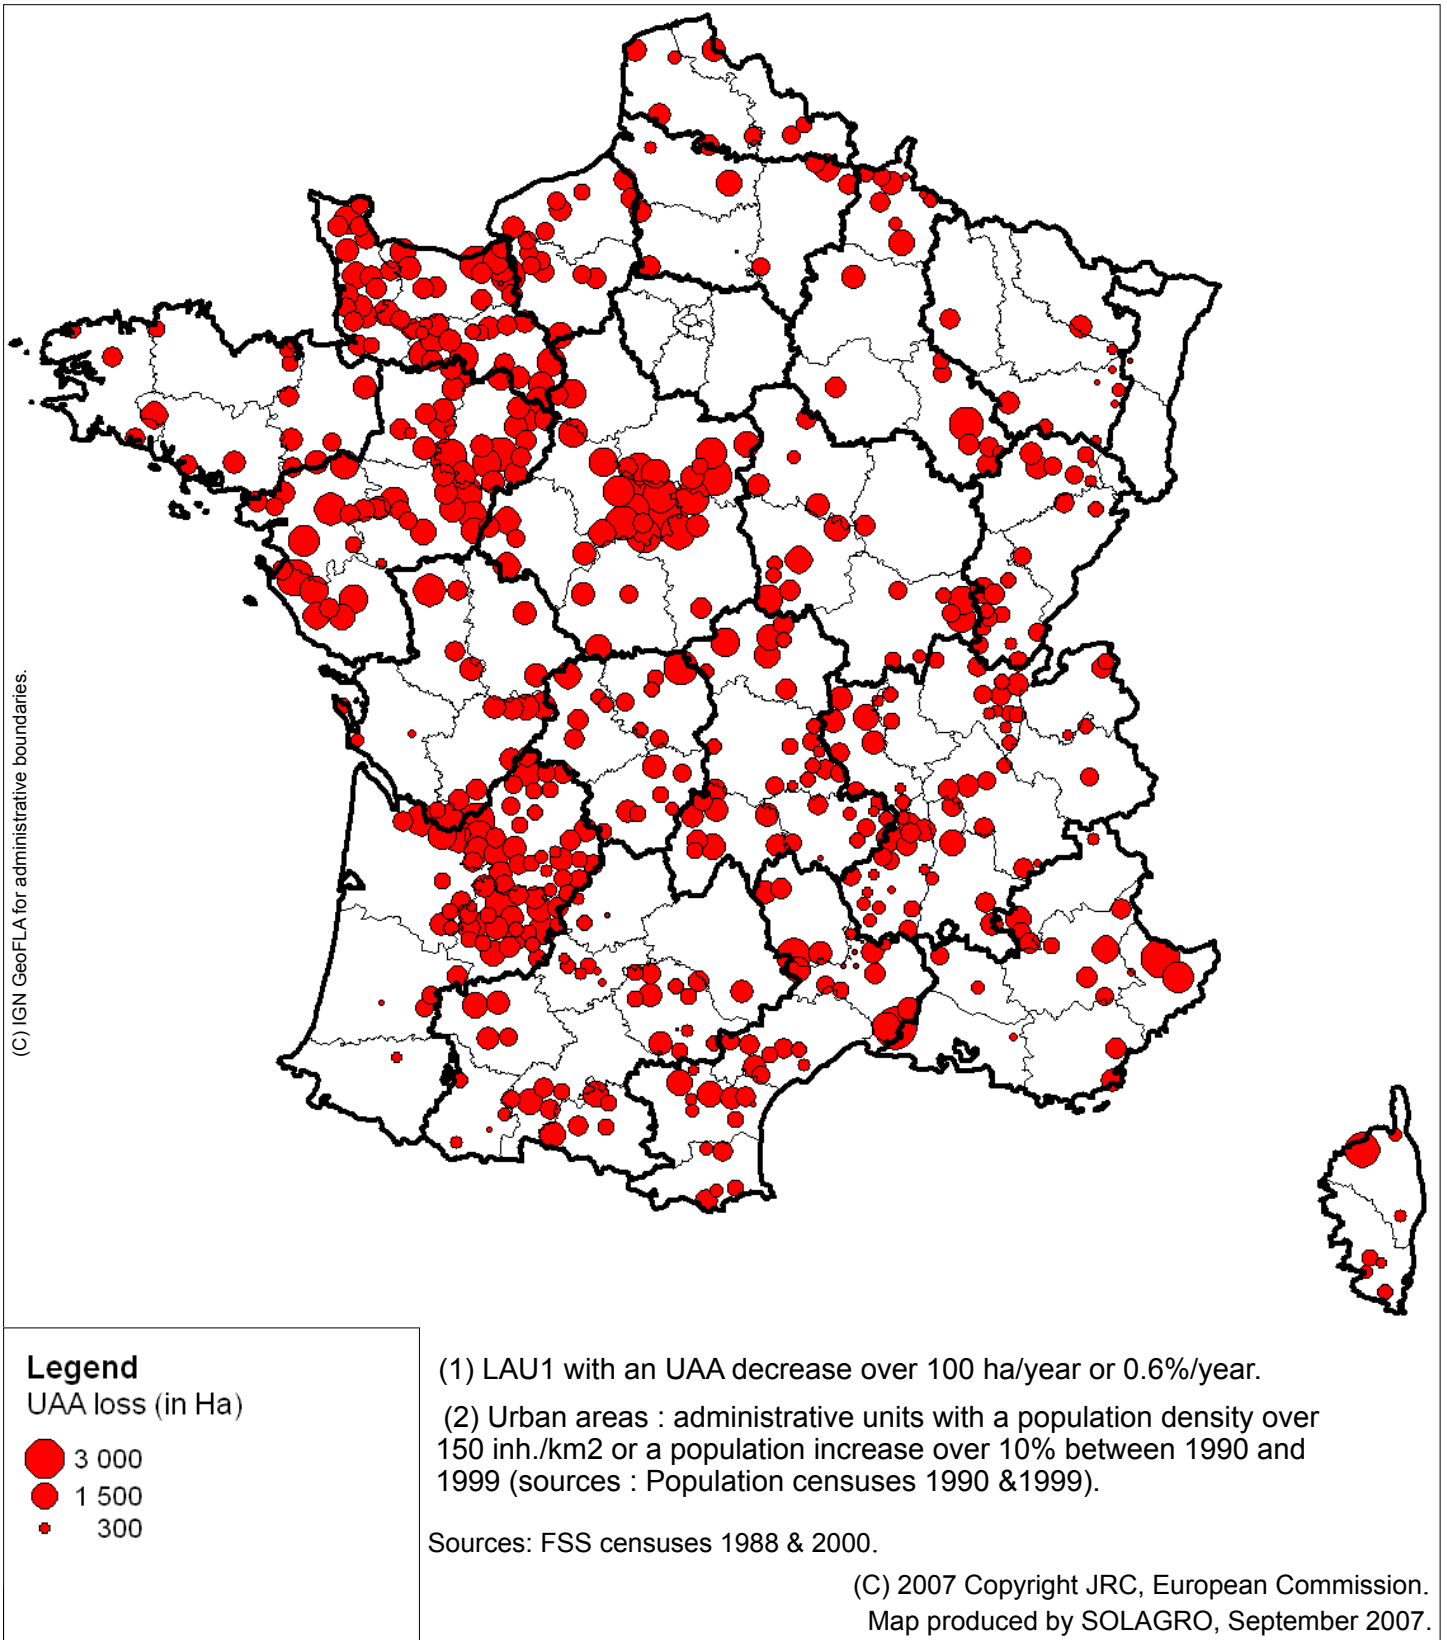 (C) IGN GeoFLA for administrative boundaries.
Legend
UAA loss (in Ha)
3 000
1 500
300
(1) LAU1 with an UAA decrease over 100 ha/year or 0.6%/year.
(2) Urban areas : administrative units with a population density over
150 inh./km2 or a population increase over 10% between 1990 and
1999 (sources : Population censuses 1990 &1999).
Sources: FSS censuses 1988 & 2000.
(C) 2007 Copyright JRC, European Commission.
Map produced by SOLAGRO, September 2007.